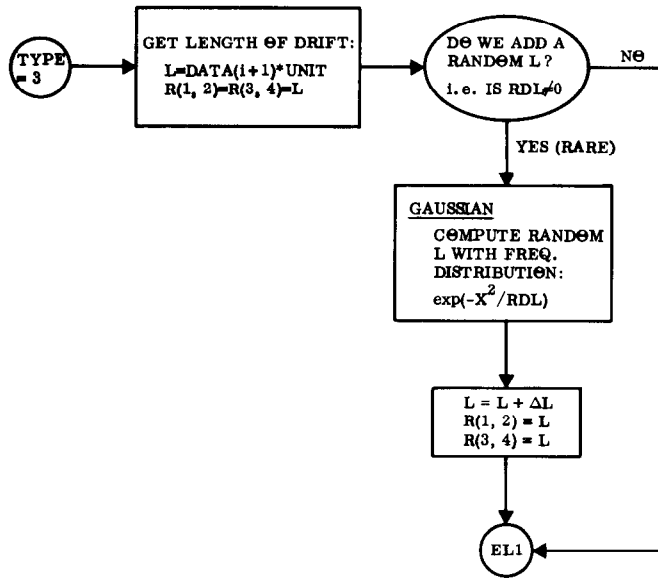 TYPE
= 3
GET LENGTH OF DRIFT:
L=DATA(i+1)*UNIT
R(1, 2)=R(3, 4)=L
DO WE ADD A
RANDOM L?
i.e. IS RDL≠0
NO
YES (RARE)
GAUSSIAN
COMPUTE RANDOM
L WITH FREQ.
DISTRIBUTION:
exp(-X²/RDL)
L = L + ΔL
R(1, 2) = L
R(3, 4) = L
EL1